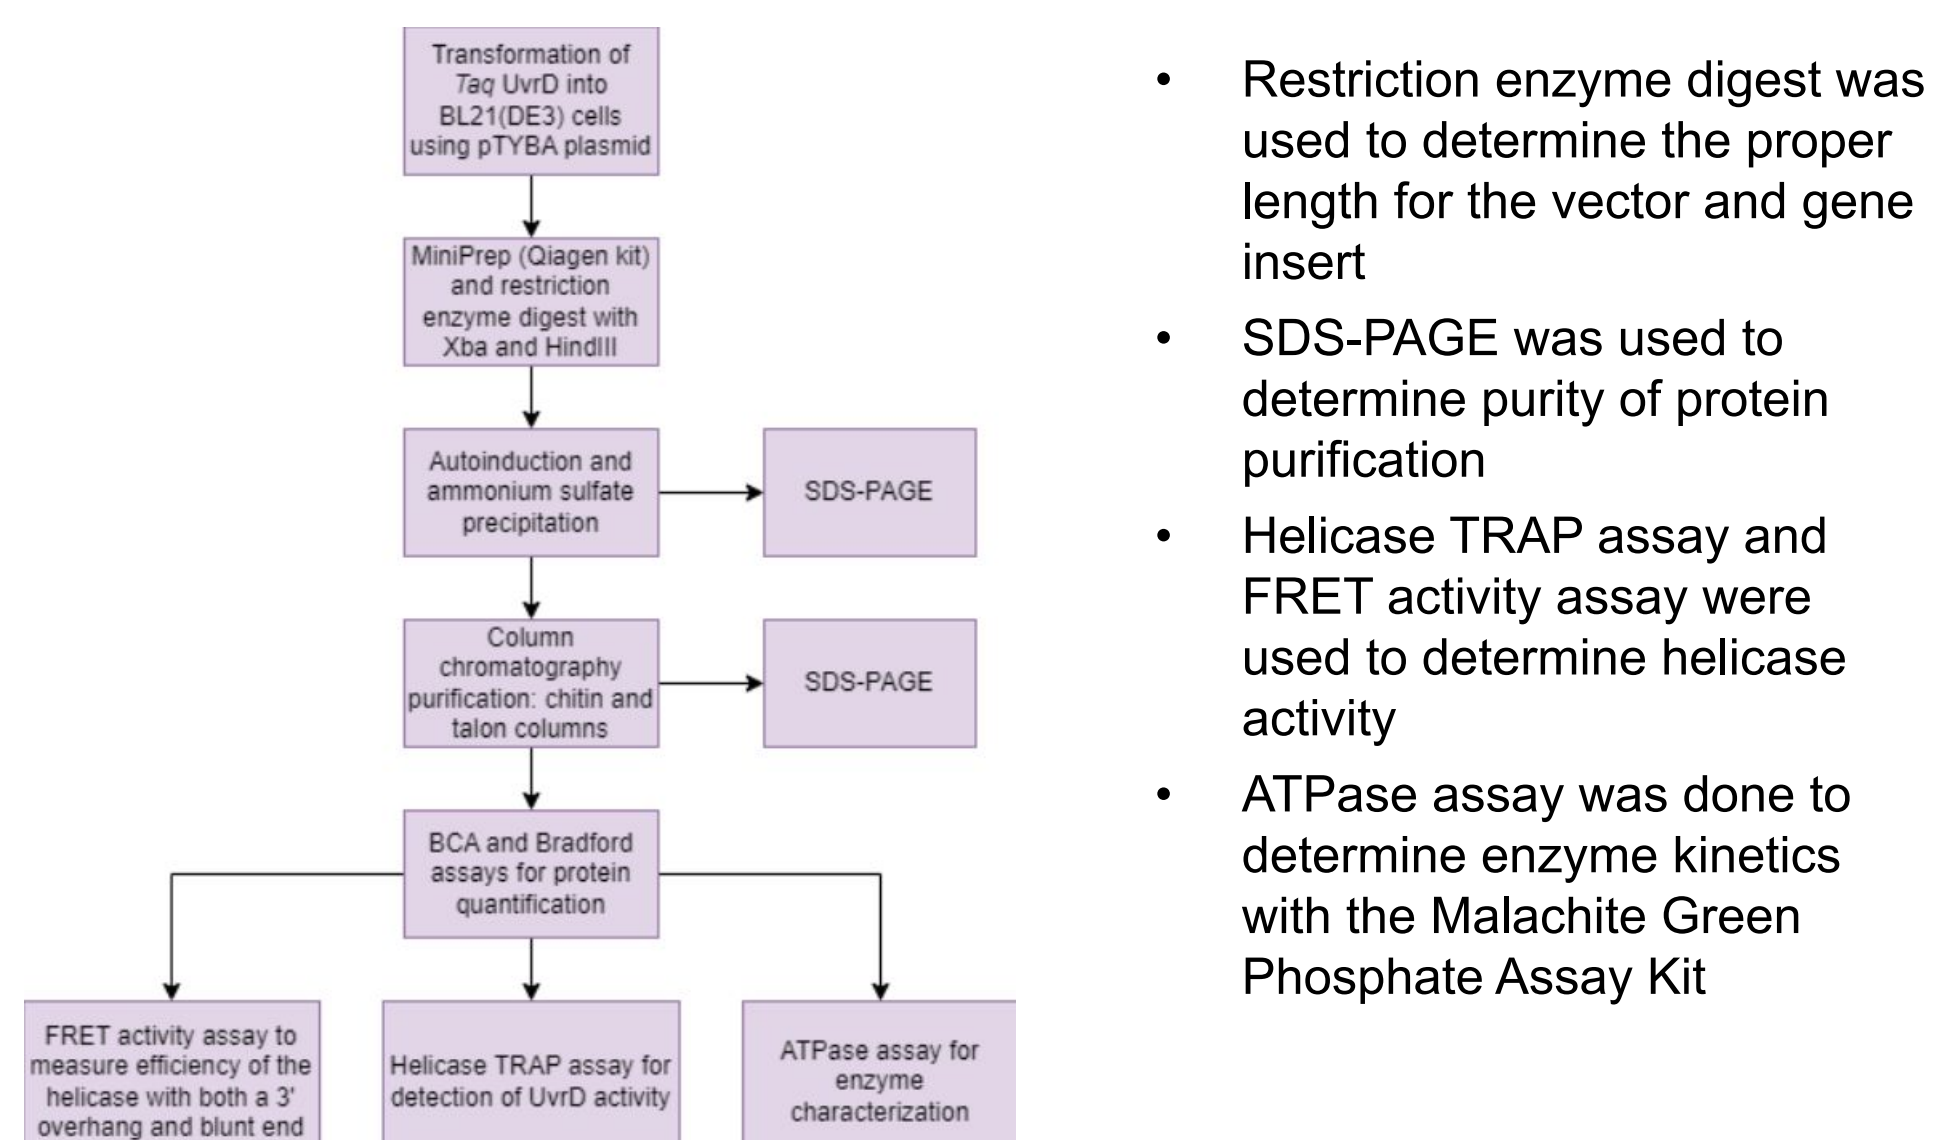 Transformation of
Taq UvrD into
BL21(DE3) cells
using pTYBA plasmid
MiniPrep (Qiagen kit)
and restriction
enzyme digest with
Xba and HindIII
Autoinduction and
ammonium sulfate
precipitation
SDS-PAGE
Column
chromatography
purification: chitin and
talon columns
SDS-PAGE
BCA and Bradford
assays for protein
quantification
FRET activity assay to
measure efficiency of the
helicase with both a 3'
overhang and blunt end
Helicase TRAP assay for
detection of UvrD activity
ATPase assay for
enzyme
characterization
• Restriction enzyme digest was
used to determine the proper
length for the vector and gene
insert
• SDS-PAGE was used to
determine purity of protein
purification
• Helicase TRAP assay and
FRET activity assay were
used to determine helicase
activity
• ATPase assay was done to
determine enzyme kinetics
with the Malachite Green
Phosphate Assay Kit